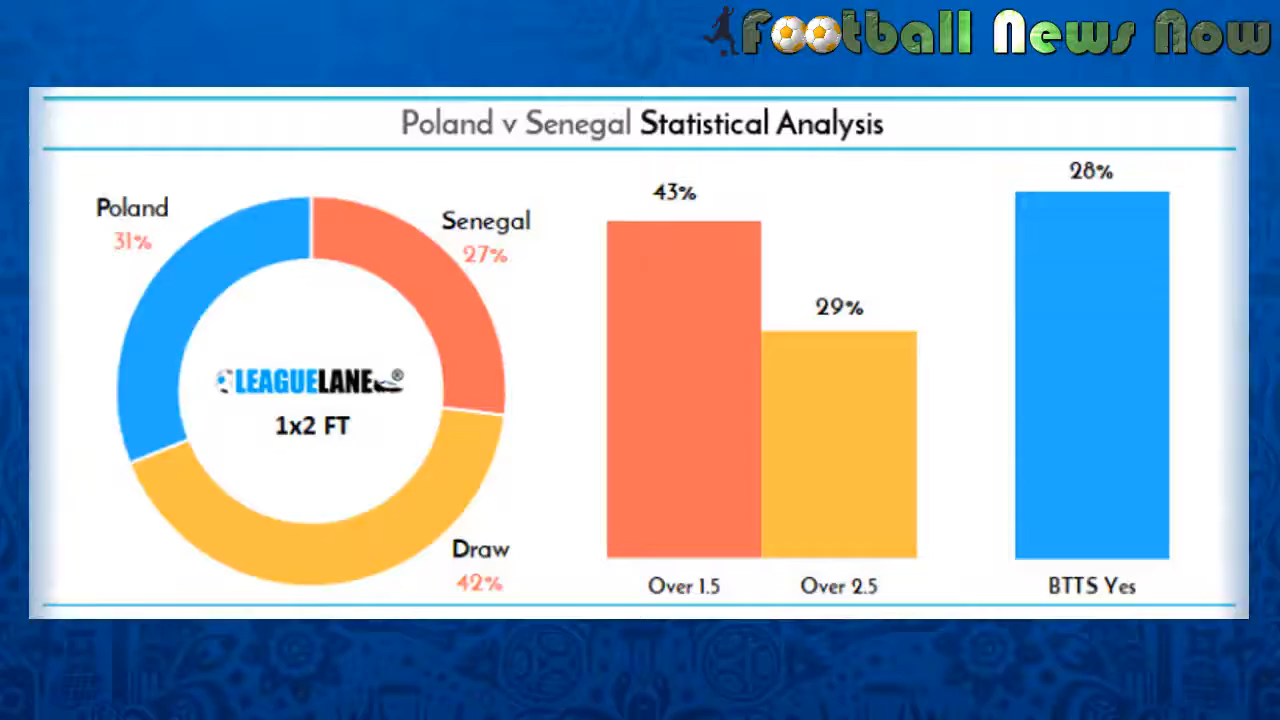 Football News Now
Poland v Senegal Statistical Analysis
Poland
31%
Senegal
27%
LEAGUELANE®
1x2 FT
Draw
42%
43%
29%
Over 1.5
Over 2.5
28%
BTTS Yes